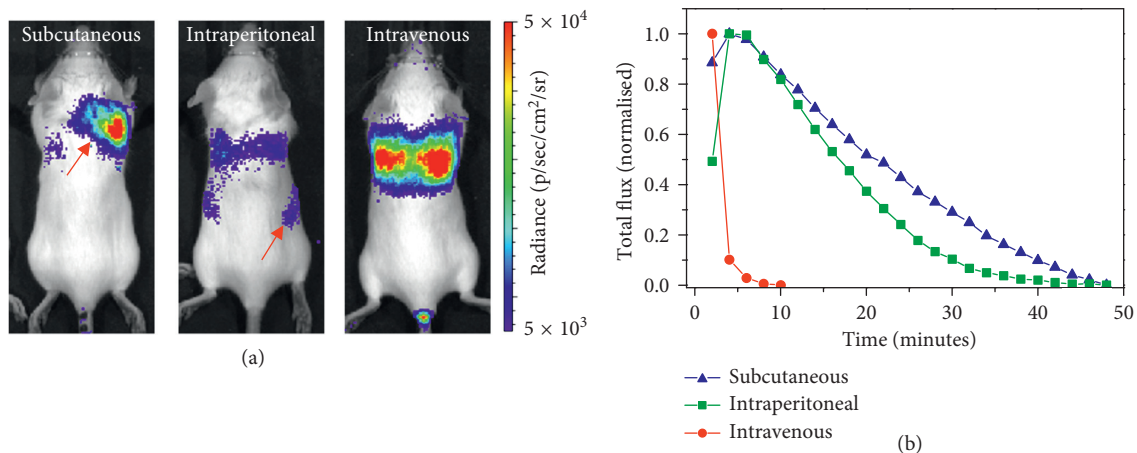 Subcutaneous
Intraperitoneal
Intravenous
5 × 10⁴
Radiance (p/sec/cm²/sr)
5 × 10³
(a)
Total flux (normalised)
1.0
0.8
0.6
0.4
0.2
0.0
0 10 20 30 40 50
Time (minutes)
Subcutaneous
Intraperitoneal
Intravenous
(b)